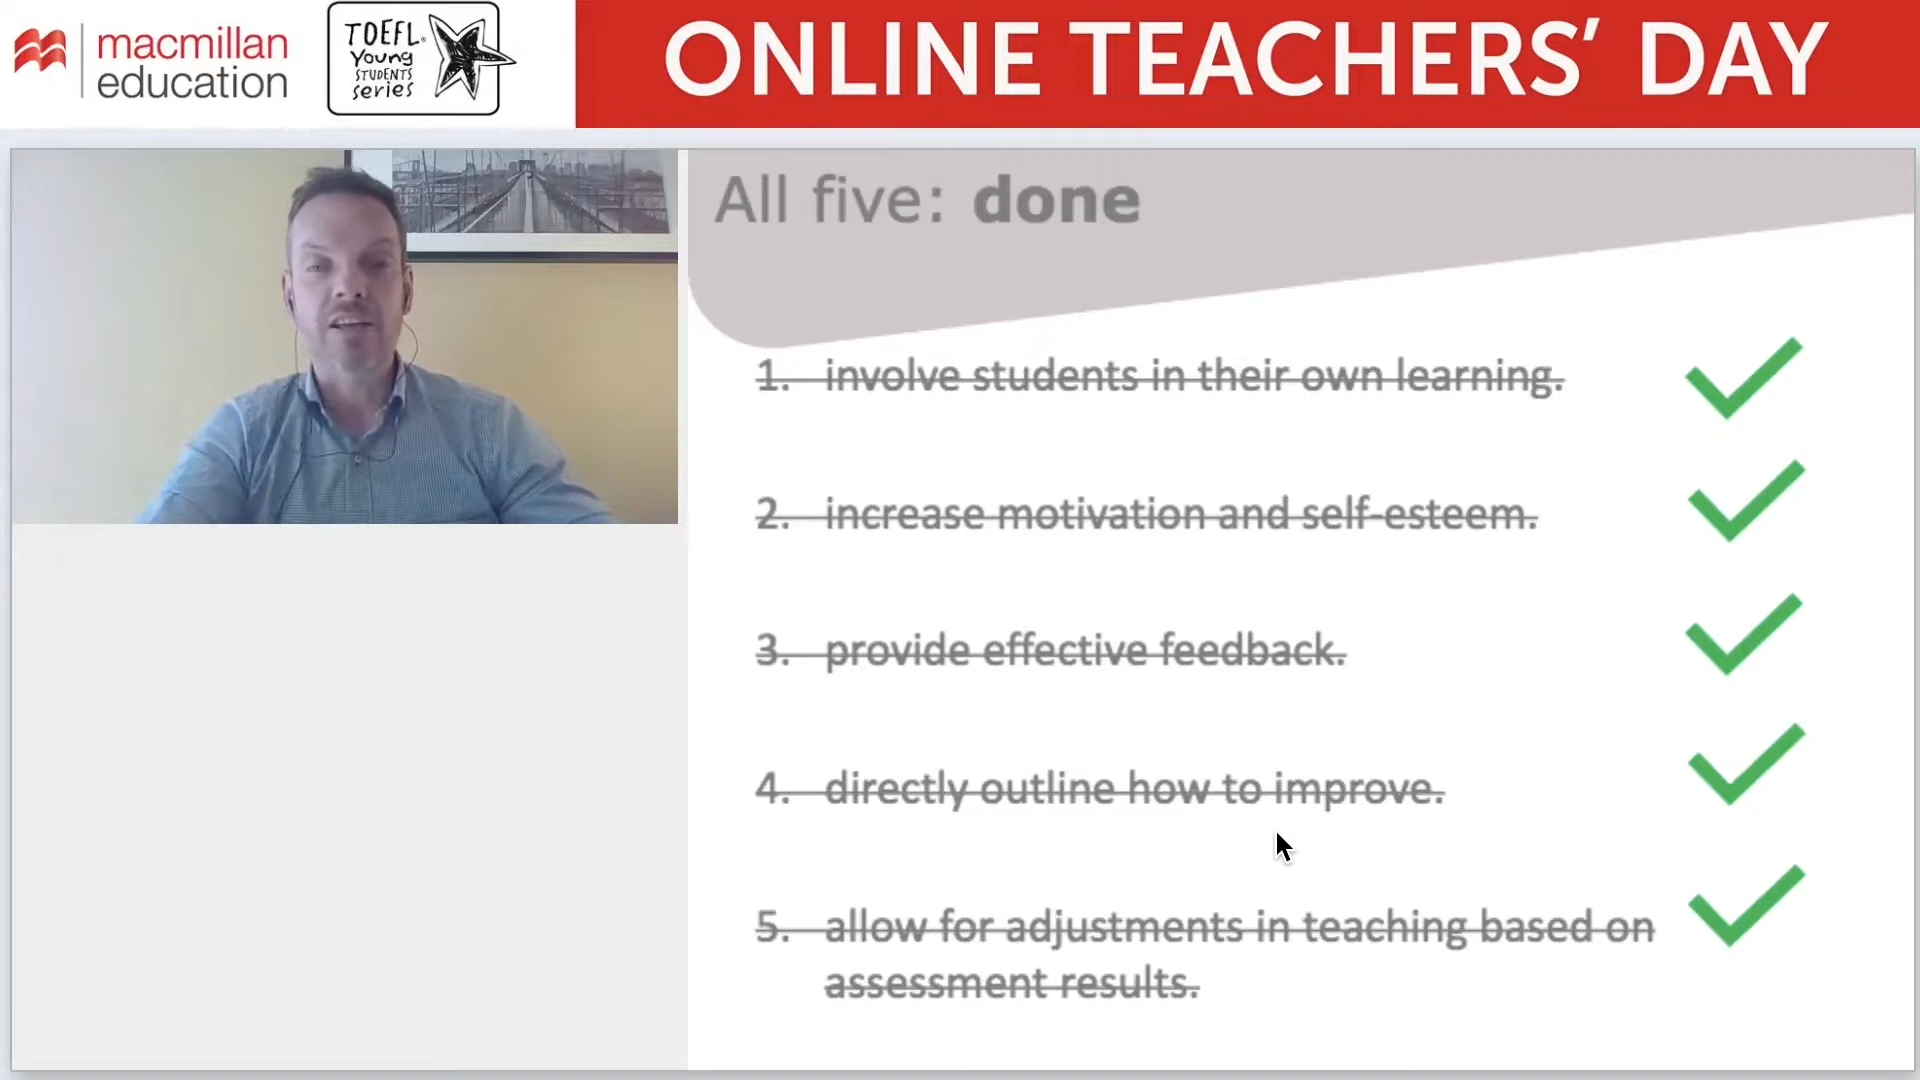 macmillan
education
TOEFL®
Young
STUDENTS
series
ONLINE TEACHERS' DAY
All five: done
1. involve students in their own learning.
2. increase motivation and self-esteem.
3. provide effective feedback.
4. directly outline how to improve.
5. allow for adjustments in teaching based on
assessment results.